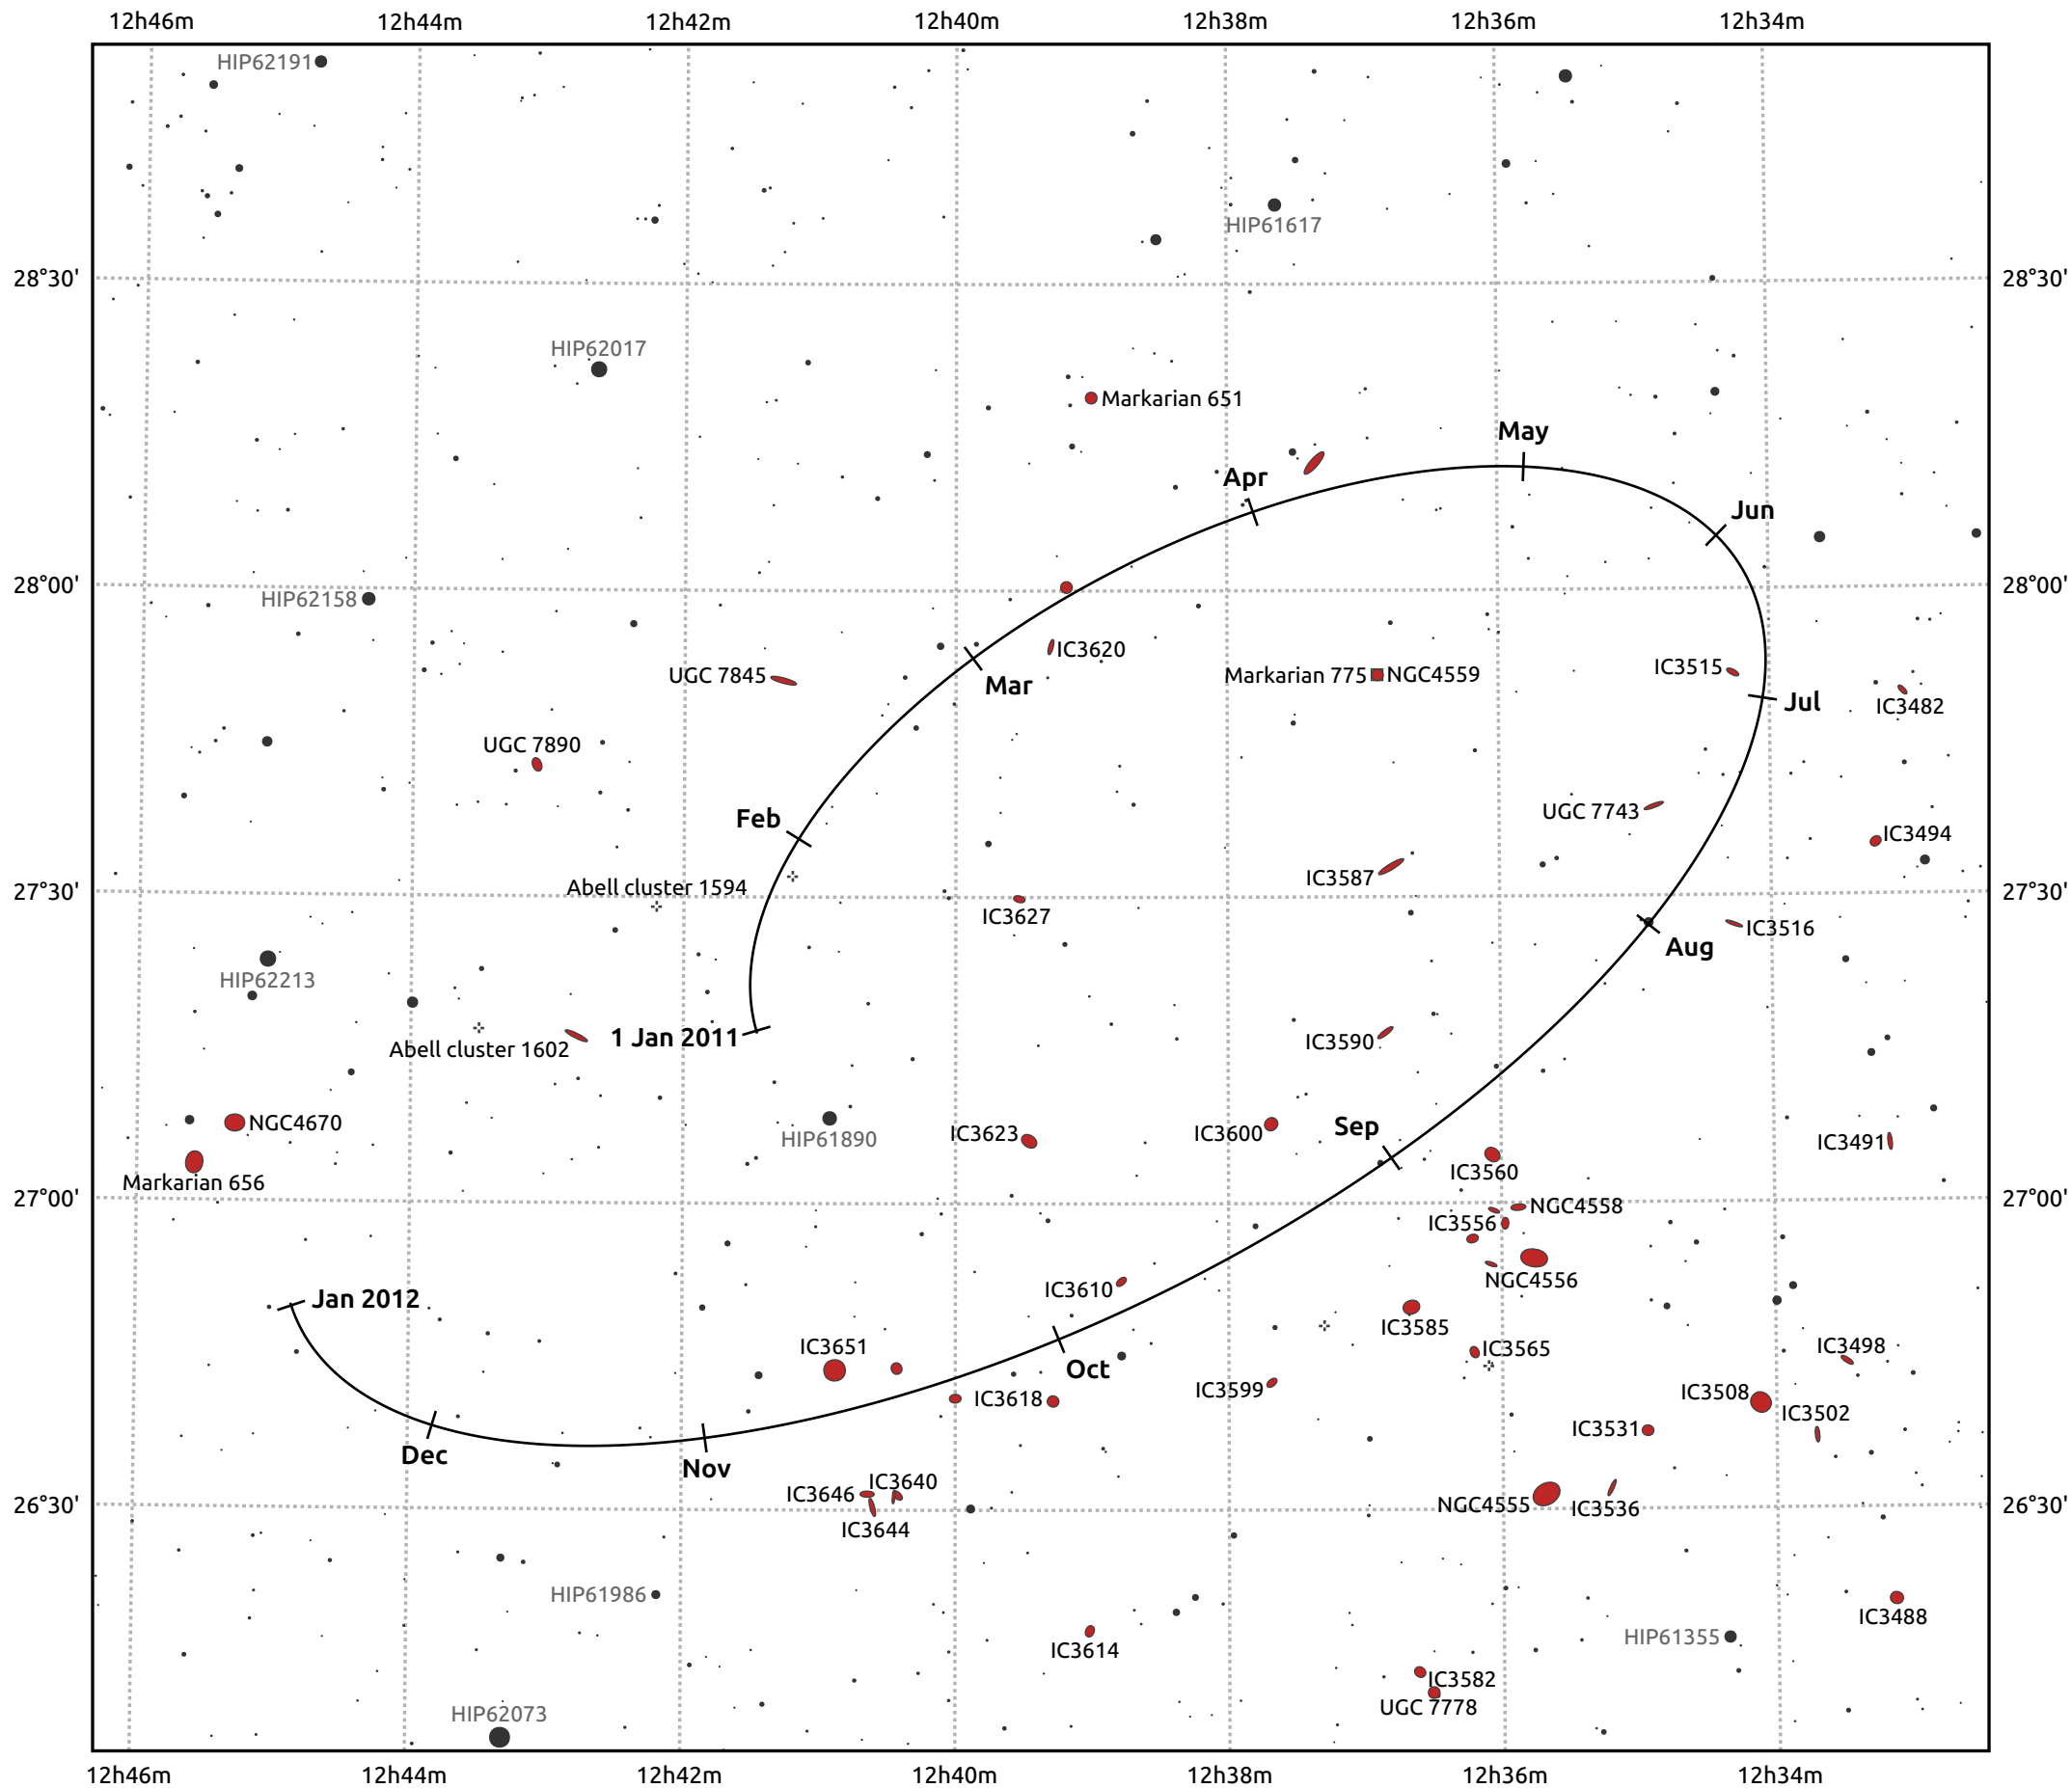 12h46m 12h44m 12h42m 12h40m 12h38m 12h36m 12h34m
HIP62191
HIP61617
28°30' 28°30'
HIP62017
Markarian 651
May
Apr
Jun
28°00' 28°00'
HIP62158
IC3620
IC3515
UGC 7845 Markarian 775 NGC4559
Mar
Jul
IC3482
UGC 7890
UGC 7743
Feb
IC3494
IC3587
Abell cluster 1594
27°30' 27°30'
IC3627
IC3516
Aug
HIP62213
1 Jan 2011
IC3590
Abell cluster 1602
NGC4670
Sep
IC3623 IC3600
HIP61890
IC3491
IC3560
Markarian 656
27°00' 27°00'
NGC4558
IC3556
NGC4556
IC3610
Jan 2012
IC3585
IC3651
IC3565
IC3498
Oct
IC3599
IC3508
IC3618
IC3502
IC3531
Dec
Nov
IC3640
IC3646
26°30' 26°30'
NGC4555
IC3536
IC3644
HIP61986
IC3488
HIP61355
IC3614
IC3582
UGC 7778
HIP62073
12h46m 12h44m 12h42m 12h40m 12h38m 12h36m 12h34m